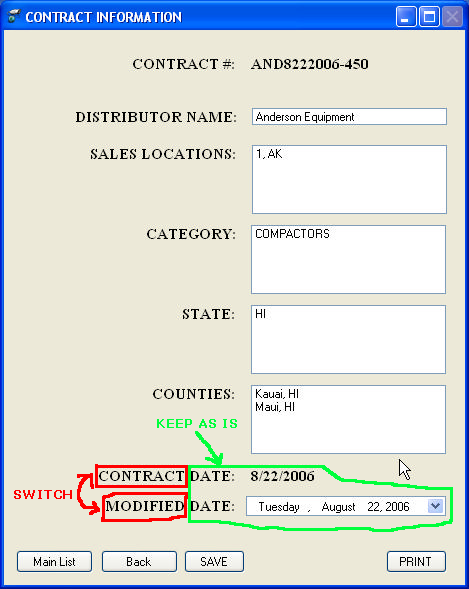 CONTRACT INFORMATION
CONTRACT #: AND8222006-450
DISTRIBUTOR NAME: Anderson Equipment
SALES LOCATIONS: 1, AK
CATEGORY: COMPACTORS
STATE: HI
COUNTIES: Kauai, HI
Maui, HI
KEEP AS IS
CONTRACT DATE: 8/22/2006
SWITCH
MODIFIED DATE: Tuesday , August 22, 2006
Main List Back SAVE PRINT